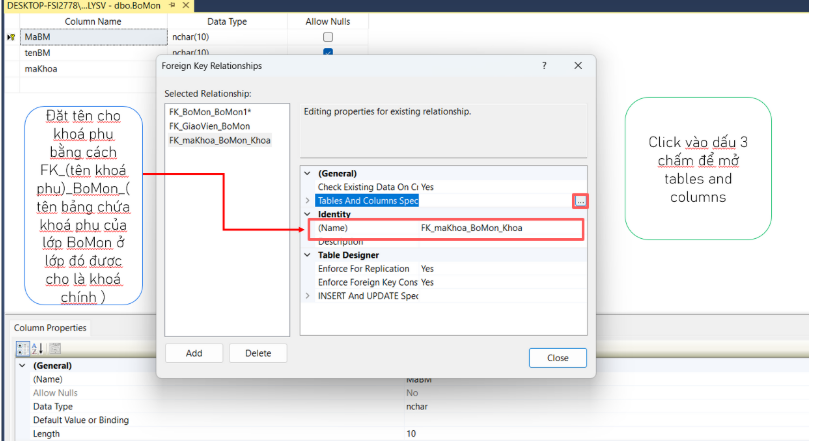 DESKTOP-FSI2778\...LYSV - dbo.BoMon
Column Name Data Type Allow Nulls
MaBM nchar(10)
tenBM nchar(10)
maKhoa
Foreign Key Relationships ?
Selected Relationship:
FK_BoMon_BoMon1*
FK_GiaoVien_BoMon
FK_maKhoa_BoMon_Khoa
Editing properties for existing relationship.
(General)
Check Existing Data On Cr Yes
Tables And Columns Spec ...
Identity
(Name) FK_maKhoa_BoMon_Khoa
Description
Table Designer
Enforce For Replication Yes
Enforce Foreign Key Cons Yes
INSERT And UPDATE Spec
Add Delete Close
Đặt tên cho
khoá phụ
bằng cách
FK_(tên khoá
phụ)_BoMon_(
tên bảng chứa
khoá phụ của
lớp BoMon ở
lớp đó được
cho là khoá
chính )
Click vào dấu 3
chấm để mở
tables and
columns
Column Properties
(General)
(Name) MaBM
Allow Nulls No
Data Type nchar
Default Value or Binding
Length 10